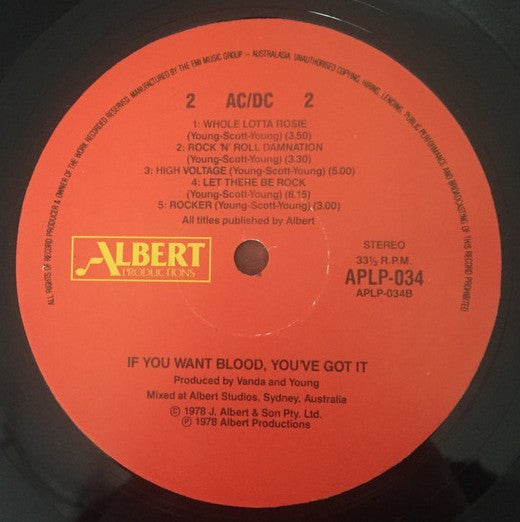 ALL RIGHTS OF RECORD PRODUCER & OWNER OF THE WORK RECORDED RESERVED. MANUFACTURED BY THE EMI MUSIC GROUP – AUSTRALASIA UNAUTHORISED COPYING, HIRING, LENDING, PUBLIC PERFORMANCE AND BROADCASTING OF THIS RECORD PROHIBITED
2 AC/DC 2
1: WHOLE LOTTA ROSIE
(Young-Scott-Young) (3.50)
2: ROCK 'N' ROLL DAMNATION
(Young-Scott-Young) (3.30)
3: HIGH VOLTAGE (Young-Scott-Young) (5.00)
4: LET THERE BE ROCK
(Young-Scott-Young) (8.15)
5: ROCKER (Young-Scott-Young) (3.00)
All titles published by Albert
ALBERT
PRODUCTIONS
STEREO
33⅓ R.P.M.
APLP-034
APLP-034B
IF YOU WANT BLOOD, YOU'VE GOT IT
Produced by Vanda and Young
Mixed at Albert Studios, Sydney, Australia
© 1978 J. Albert & Son Pty. Ltd.
℗ 1978 Albert Productions